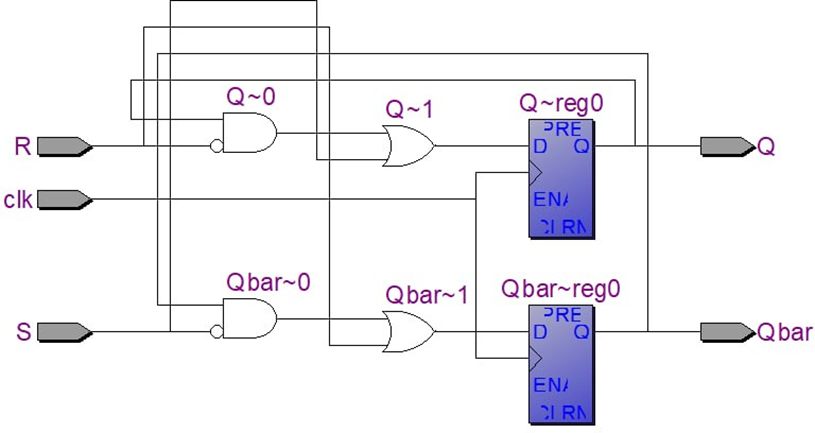 Q~0
Q~1
Q~reg0
PRE
R
D
Q
Q
clk
ENA
CLRN
Qbar~0
Qbar~1
Qbar~reg0
PRE
S
D
Q
Qbar
ENA
CLRN